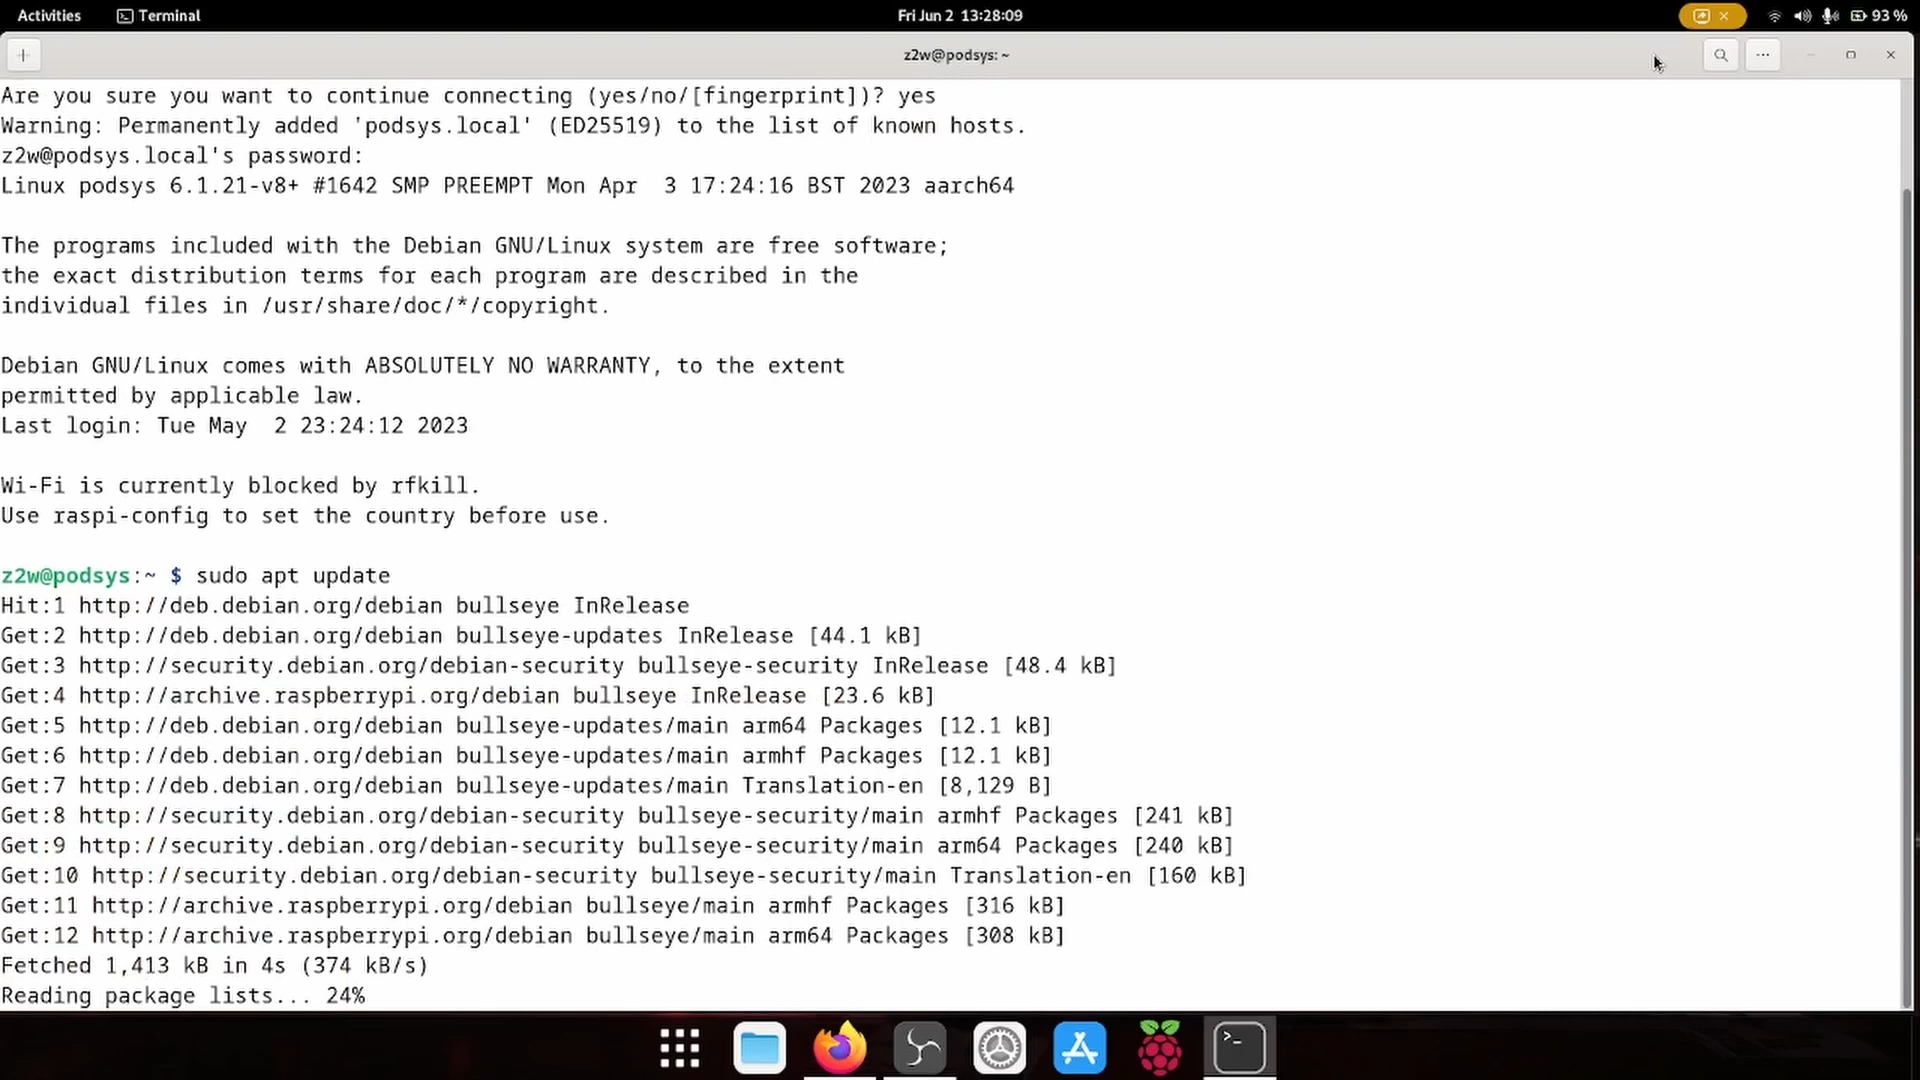 Activities
Terminal
Fri Jun 2 13:28:09
93 %
z2w@podsys: ~
Are you sure you want to continue connecting (yes/no/[fingerprint])? yes
Warning: Permanently added 'podsys.local' (ED25519) to the list of known hosts.
z2w@podsys.local's password:
Linux podsys 6.1.21-v8+ #1642 SMP PREEMPT Mon Apr  3 17:24:16 BST 2023 aarch64
The programs included with the Debian GNU/Linux system are free software;
the exact distribution terms for each program are described in the
individual files in /usr/share/doc/*/copyright.
Debian GNU/Linux comes with ABSOLUTELY NO WARRANTY, to the extent
permitted by applicable law.
Last login: Tue May  2 23:24:12 2023
Wi-Fi is currently blocked by rfkill.
Use raspi-config to set the country before use.
z2w@podsys:~ $ sudo apt update
Hit:1 http://deb.debian.org/debian bullseye InRelease
Get:2 http://deb.debian.org/debian bullseye-updates InRelease [44.1 kB]
Get:3 http://security.debian.org/debian-security bullseye-security InRelease [48.4 kB]
Get:4 http://archive.raspberrypi.org/debian bullseye InRelease [23.6 kB]
Get:5 http://deb.debian.org/debian bullseye-updates/main arm64 Packages [12.1 kB]
Get:6 http://deb.debian.org/debian bullseye-updates/main armhf Packages [12.1 kB]
Get:7 http://deb.debian.org/debian bullseye-updates/main Translation-en [8,129 B]
Get:8 http://security.debian.org/debian-security bullseye-security/main armhf Packages [241 kB]
Get:9 http://security.debian.org/debian-security bullseye-security/main arm64 Packages [240 kB]
Get:10 http://security.debian.org/debian-security bullseye-security/main Translation-en [160 kB]
Get:11 http://archive.raspberrypi.org/debian bullseye/main armhf Packages [316 kB]
Get:12 http://archive.raspberrypi.org/debian bullseye/main arm64 Packages [308 kB]
Fetched 1,413 kB in 4s (374 kB/s)
Reading package lists... 24%